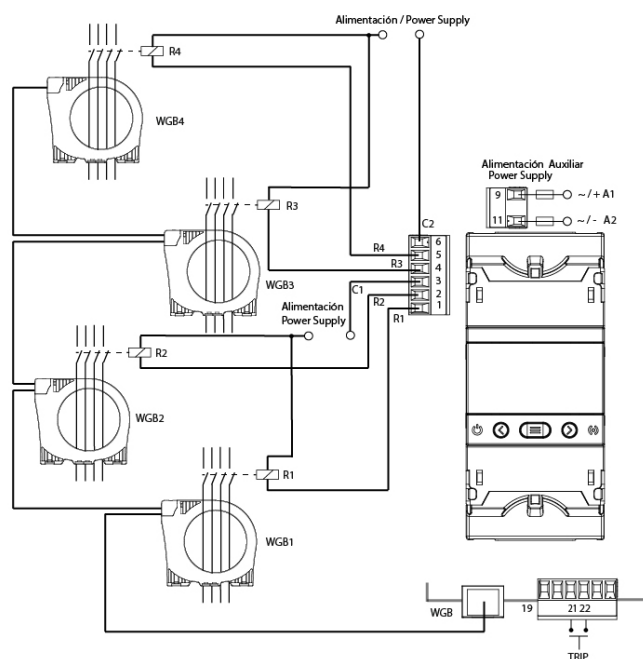 Alimentación / Power Supply
R4
WGB4
Alimentación Auxiliar
Power Supply
9
~/+ A1
11
~/- A2
C2
R3
R4
6
5
R3
4
WGB3
C1
3
Alimentación
Power Supply
R2
2
1
R1
R2
WGB2
R1
WGB1
WGB
19
21 22
TRIP